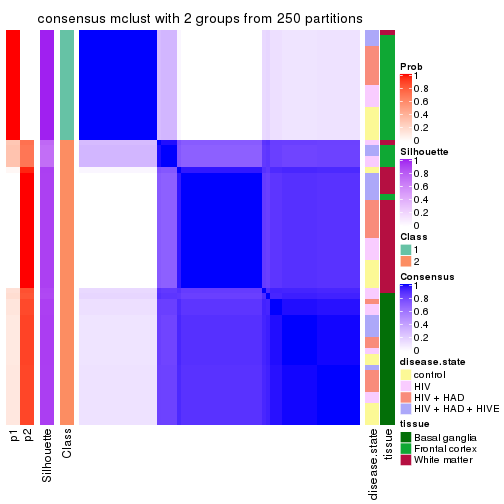 consensus mclust with 2 groups from 250 partitions
Prob
1
0.8
0.6
0.4
0.2
0
Silhouette
1
0.8
0.6
0.4
0.2
0
Class
1
2
Consensus
1
0.8
0.6
0.4
0.2
0
disease.state
control
HIV
HIV + HAD
HIV + HAD + HIVE
tissue
Basal ganglia
Frontal cortex
White matter
p1
p2
Silhouette
Class
disease.state
tissue